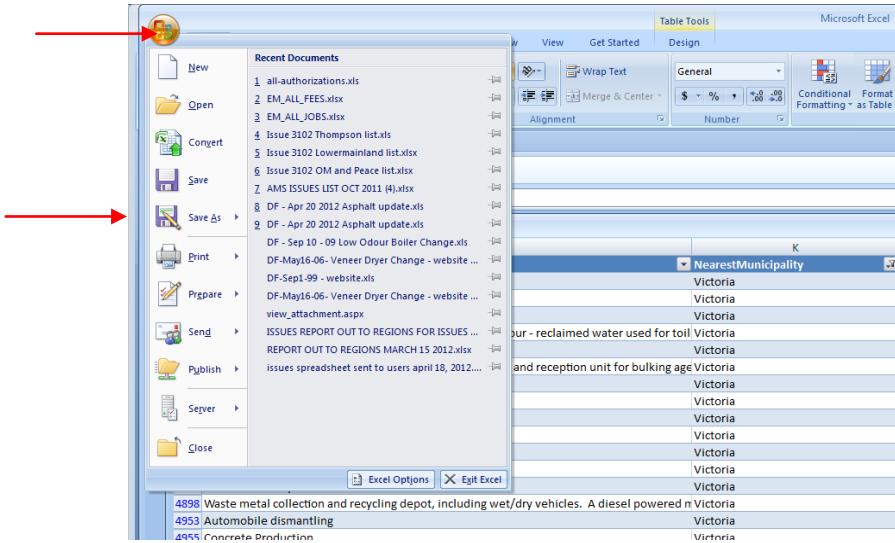 Table Tools
Microsoft Excel
View Get Started Design
Wrap Text
General
Merge & Center
$ % ,
Conditional Formatting
Format as Table
Alignment
Number
New
Open
Convert
Save
Save As
Print
Prepare
Send
Publish
Server
Close
Recent Documents
1 all-authorizations.xls
2 EM_ALL_FEES.xlsx
3 EM_ALL_JOBS.xlsx
4 Issue 3102 Thompson list.xls
5 Issue 3102 Lowermainland list.xlsx
6 Issue 3102 OM and Peace list.xlsx
7 AMS ISSUES LIST OCT 2011 (4).xlsx
8 DF - Apr 20 2012 Asphalt update.xls
9 DF - Apr 20 2012 Asphalt update.xls
DF - Sep 10 - 09 Low Odour Boiler Change.xls
DF-May16-06- Veneer Dryer Change - website ...
DF-Sep1-99 - website.xls
DF-May16-06- Veneer Dryer Change - website ...
view_attachment.aspx
ISSUES REPORT OUT TO REGIONS FOR ISSUES ...
REPORT OUT TO REGIONS MARCH 15 2012.xlsx
issues spreadsheet sent to users april 18, 2012....
Excel Options
Exit Excel
K
NearestMunicipality
Victoria
Victoria
Victoria
our - reclaimed water used for toil Victoria
Victoria
and reception unit for bulking age Victoria
Victoria
Victoria
Victoria
Victoria
Victoria
Victoria
Victoria
4898 Waste metal collection and recycling depot, including wet/dry vehicles. A diesel powered m Victoria
4953 Automobile dismantling Victoria
4955 Concrete Production Victoria